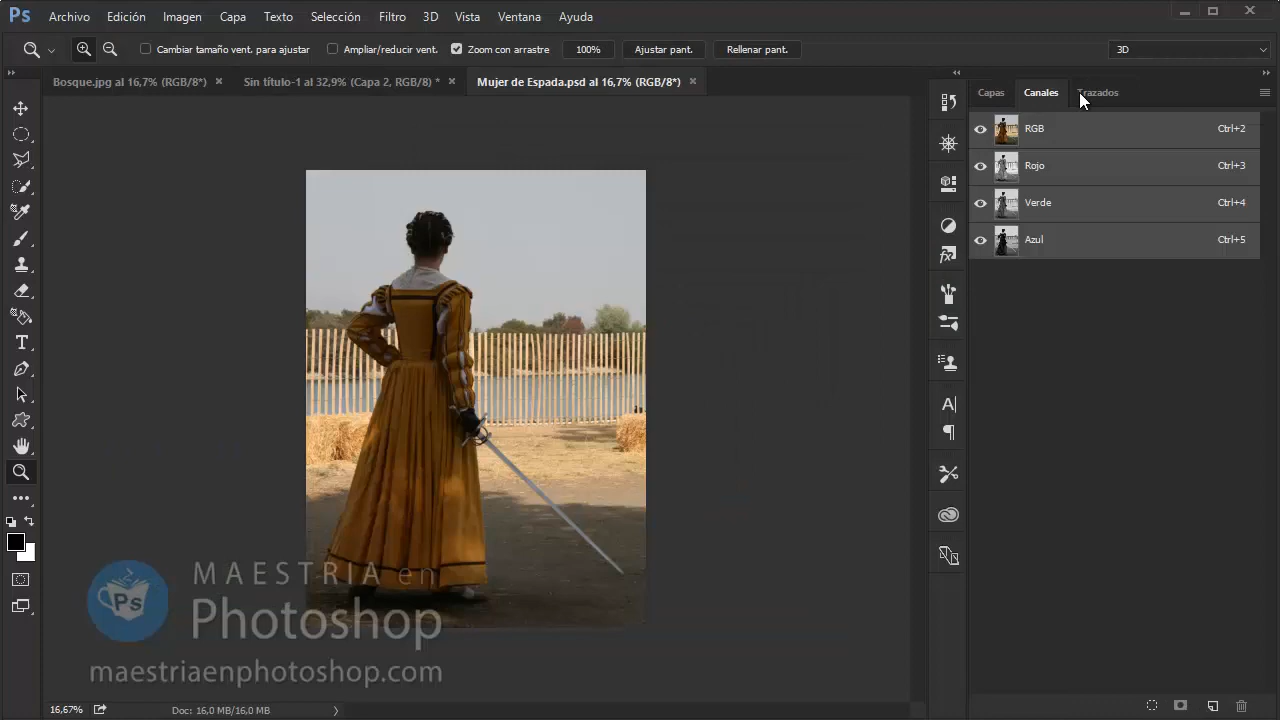 Ps Archivo Edición Imagen Capa Texto Selección Filtro 3D Vista Ventana Ayuda
Cambiar tamaño vent. para ajustar Ampliar/reducir vent. Zoom con arrastre 100% Ajustar pant. Rellenar pant. 3D
Bosque.jpg al 16,7% (RGB/8*) Sin título-1 al 32,9% (Capa 2, RGB/8) * Mujer de Espada.psd al 16,7% (RGB/8*)
Capas Canales Trazados
RGB Ctrl+2
Rojo Ctrl+3
Verde Ctrl+4
Azul Ctrl+5
MAESTRIA en
Ps Photoshop
maestriaenphotoshop.com
16,67% Doc: 16,0 MB/16,0 MB